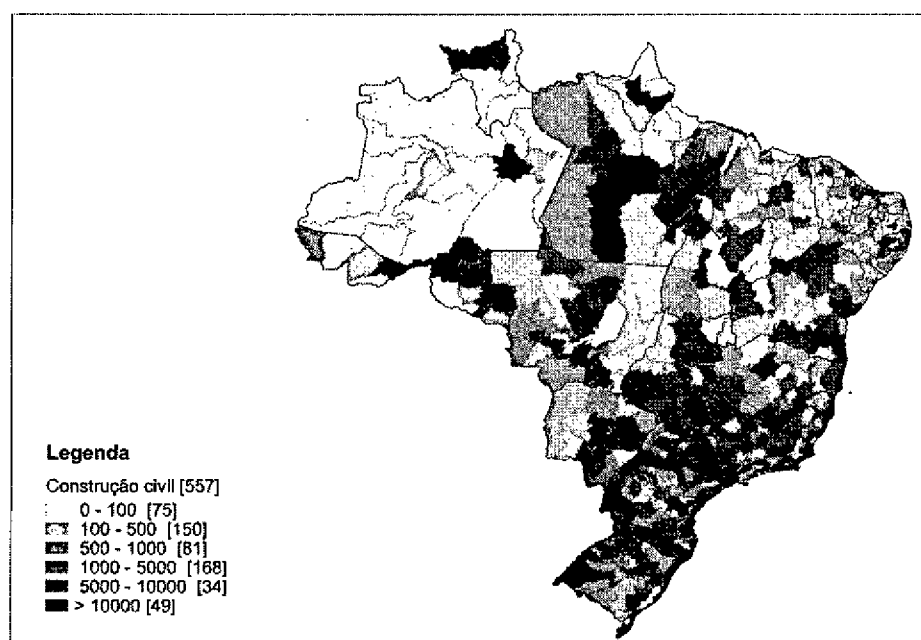 Legenda
Construção civil [557]
0 - 100 [75]
100 - 500 [150]
500 - 1000 [81]
1000 - 5000 [168]
5000 - 10000 [34]
> 10000 [49]